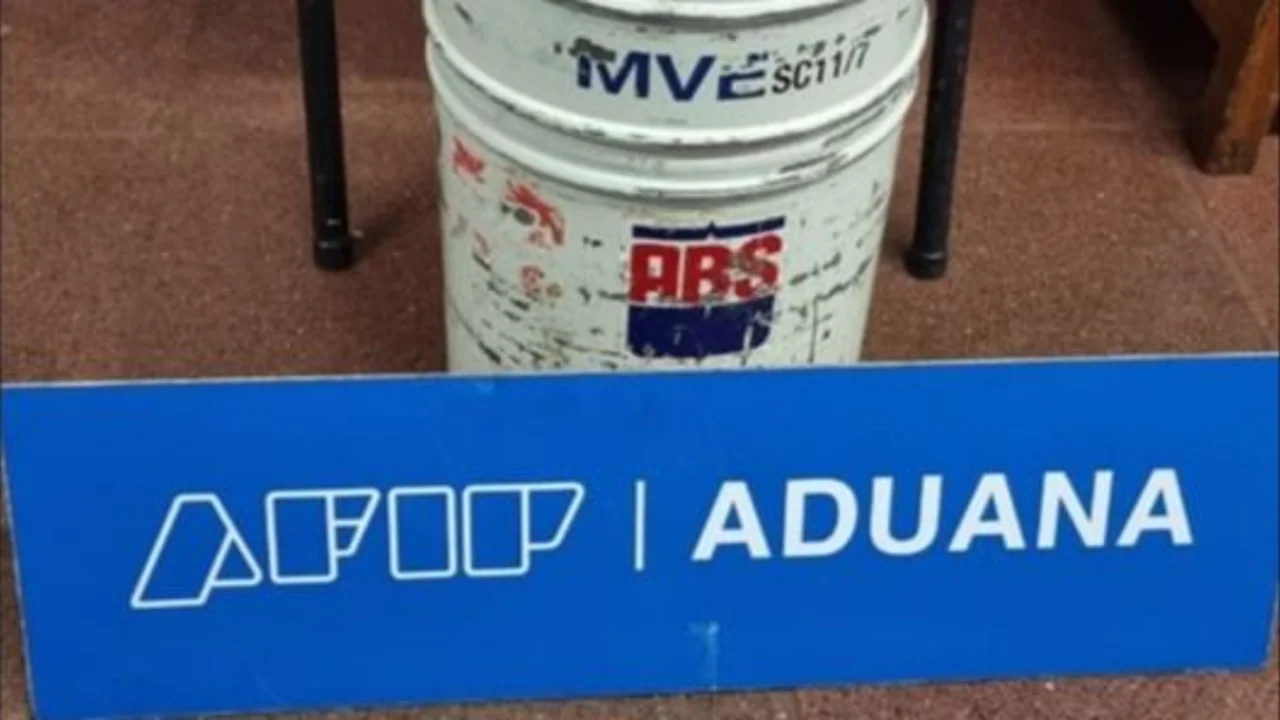 MVE SC11/7
ABS
AFIP | ADUANA